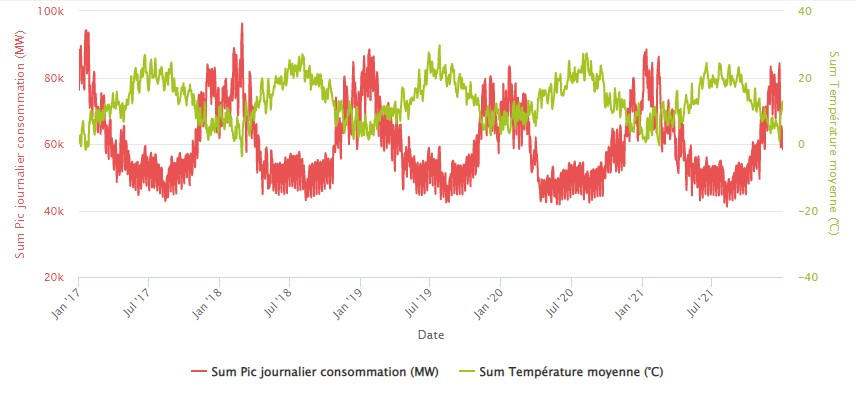 100k
80k
60k
40k
20k
Sum Pic journalier consommation (MW)
40
20
0
−20
−40
Sum Température moyenne (°C)
Jan '17
Jul '17
Jan '18
Jul '18
Jan '19
Jul '19
Jan '20
Jul '20
Jan '21
Jul '21
Date
Sum Pic journalier consommation (MW) Sum Température moyenne (°C)